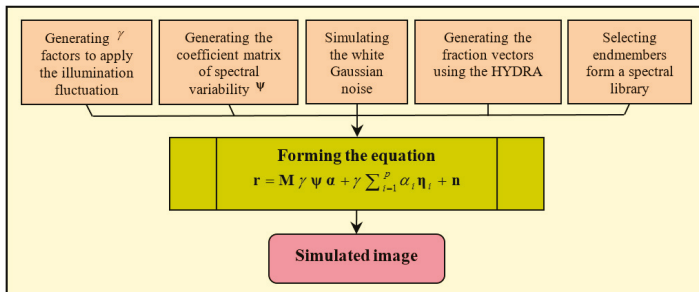 Generating γ
factors to apply
the illumination
fluctuation
Generating the
coefficient matrix
of spectral
variability ψ
Simulating
the white
Gaussian
noise
Generating the
fraction vectors
using the HYDRA
Selecting
endmembers
form a spectral
library
Forming the equation
r = M γ ψ α + γ ∑_{i=1}^{p} α_i η_i + n
Simulated image